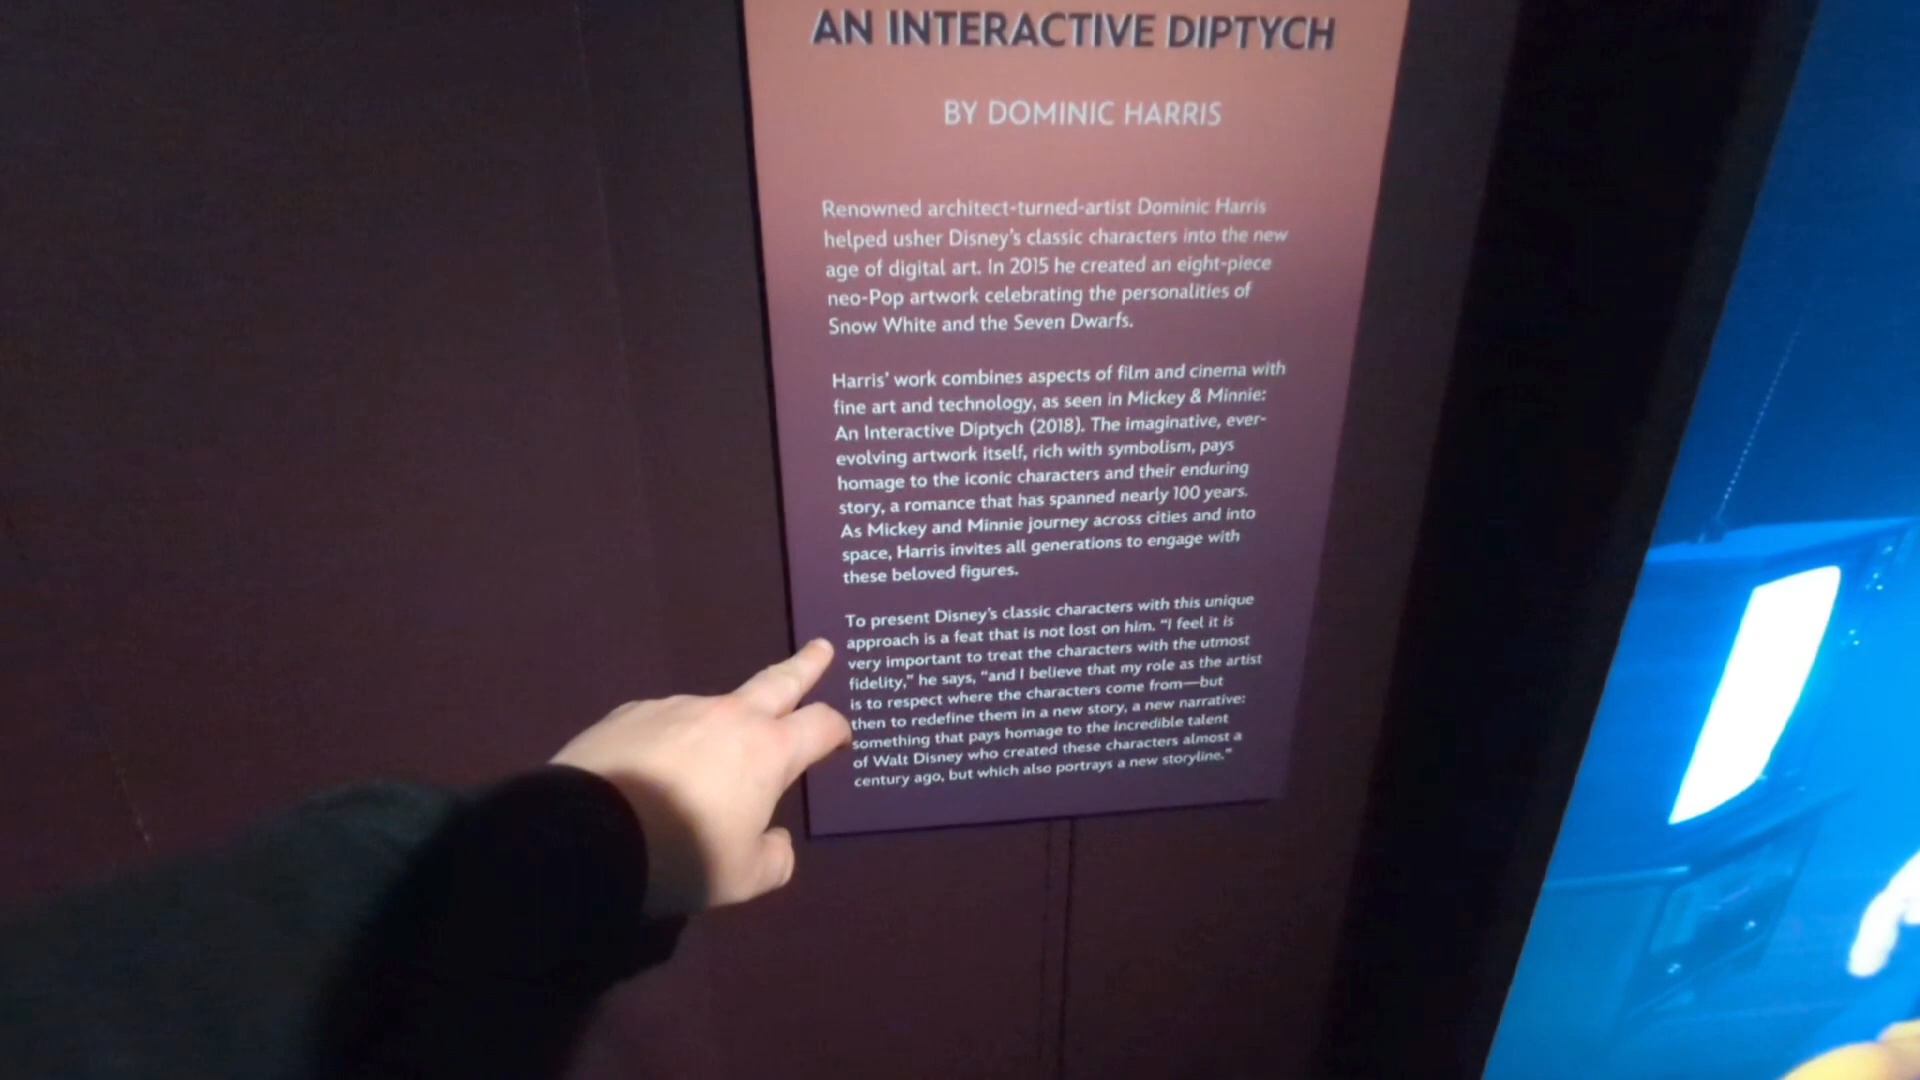 AN INTERACTIVE DIPTYCH
BY DOMINIC HARRIS
Renowned architect-turned-artist Dominic Harris
helped usher Disney's classic characters into the new
age of digital art. In 2015 he created an eight-piece
neo-Pop artwork celebrating the personalities of
Snow White and the Seven Dwarfs.
Harris' work combines aspects of film and cinema with
fine art and technology, as seen in Mickey & Minnie:
An Interactive Diptych (2018). The imaginative, ever-
evolving artwork itself, rich with symbolism, pays
homage to the iconic characters and their enduring
story, a romance that has spanned nearly 100 years.
As Mickey and Minnie journey across cities and into
space, Harris invites all generations to engage with
these beloved figures.
To present Disney's classic characters with this unique
approach is a feat that is not lost on him. "I feel it is
very important to treat the characters with the utmost
fidelity," he says, "and I believe that my role as the artist
is to respect where the characters come from—but
then to redefine them in a new story, a new narrative:
something that pays homage to the incredible talent
of Walt Disney who created these characters almost a
century ago, but which also portrays a new storyline."